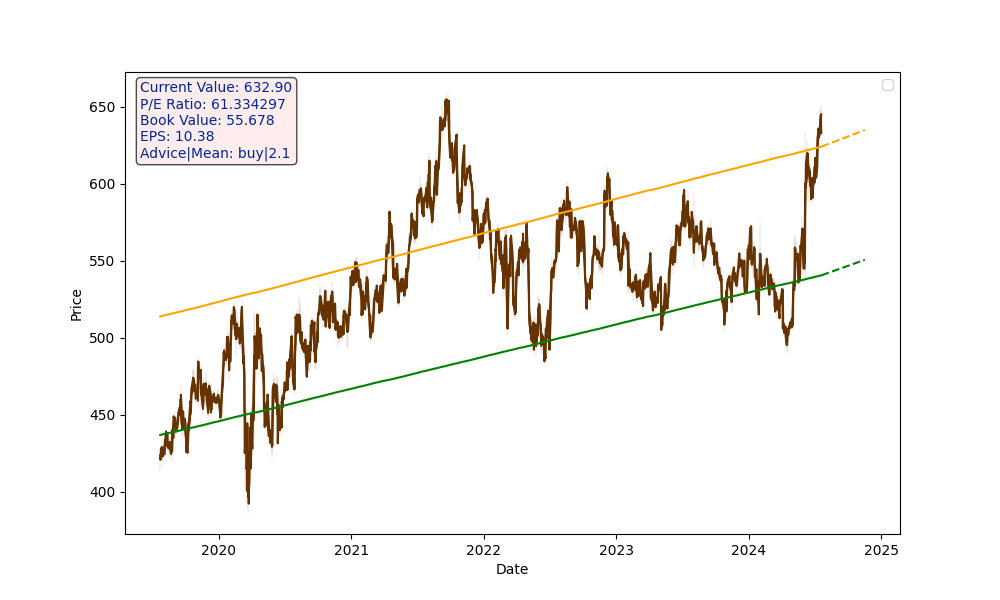 Current Value: 632.90
P/E Ratio: 61.334297
Book Value: 55.678
EPS: 10.38
Advice|Mean: buy|2.1
650
600
550
500
450
400
Price
2020 2021 2022 2023 2024 2025
Date